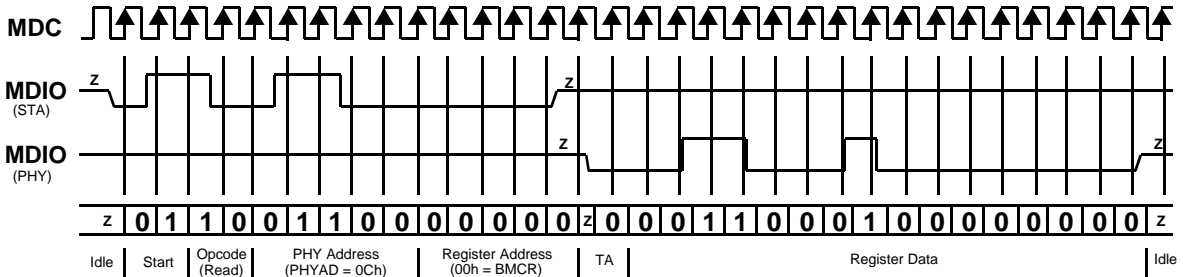 MDC
z
MDIO
(STA)
z
z
MDIO
(PHY)
z
z 0 1 1 0 0 1 1 0 0 0 0 0 0 0 z 0 0 0 1 1 0 0 0 1 0 0 0 0 0 0 0 0 z
Idle Start Opcode PHY Address Register Address TA Register Data Idle
(Read) (PHYAD = 0Ch) (00h = BMCR)